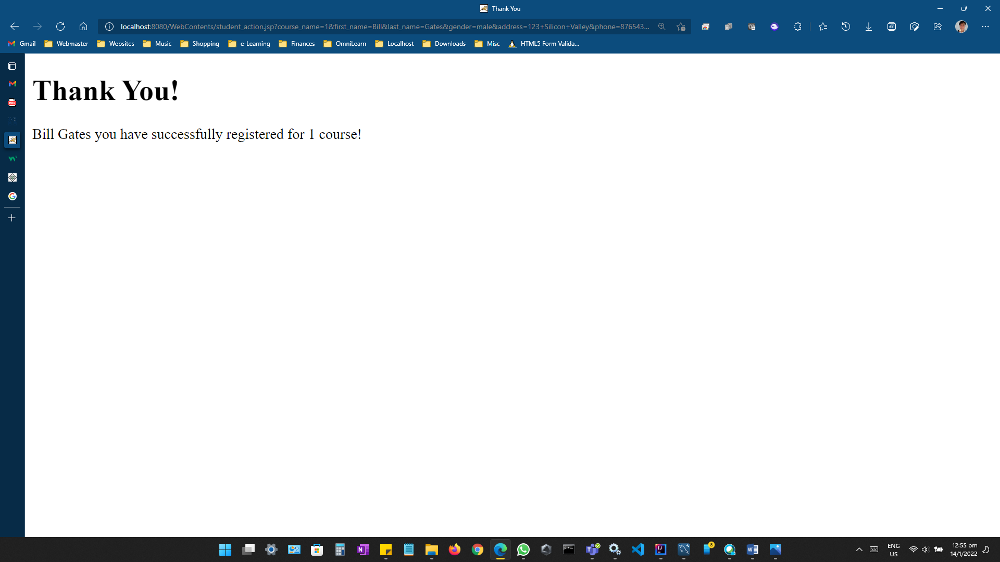 Thank You
localhost:8080/WebContents/student_action.jsp?course_name=1&first_name=Bill&last_name=Gates&gender=male&address=123+Silicon+Valley&phone=876543...
Gmail Webmaster Websites Music Shopping e-Learning Finances OmniLearn Localhost Downloads Misc HTML5 Form Valida...
Thank You!
Bill Gates you have successfully registered for 1 course!
ENG 12:55 pm
US 14/1/2022